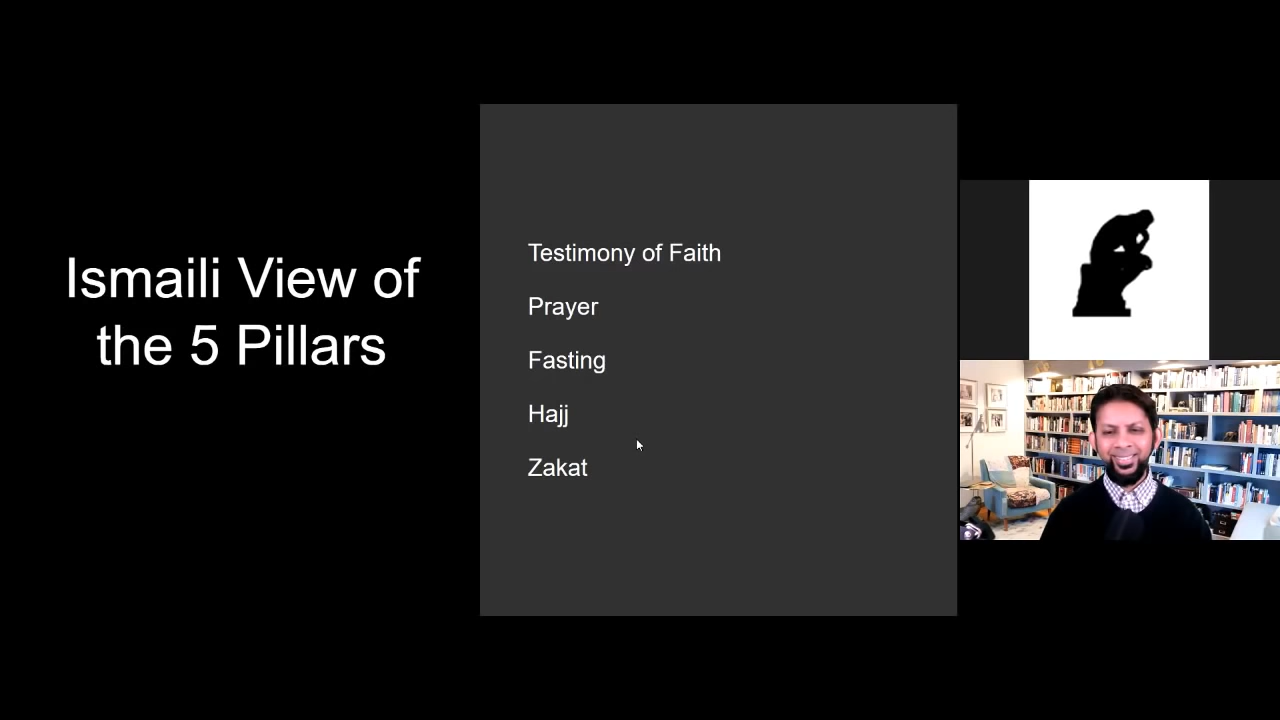 Ismaili View of
the 5 Pillars
Testimony of Faith
Prayer
Fasting
Hajj
Zakat